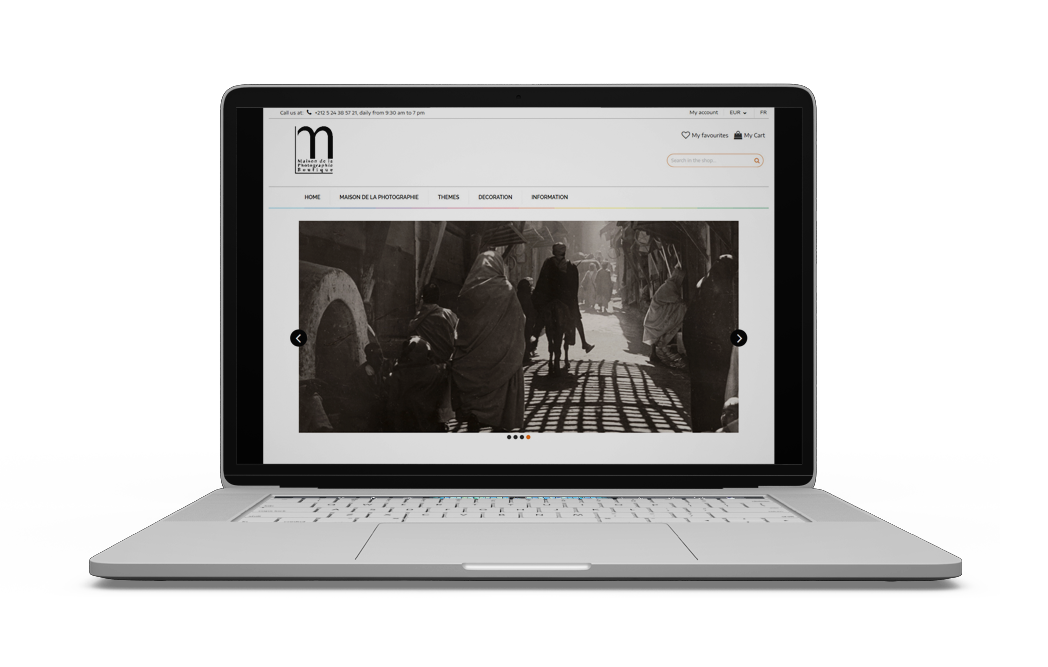 Call us at: +212 5 24 38 57 21, daily from 9:30 am to 7 pm
My account EUR FR
m
Maison de la
Photographie
Boutique
My favourites My Cart
Search in the shop...
HOME MAISON DE LA PHOTOGRAPHIE THEMES DECORATION INFORMATION